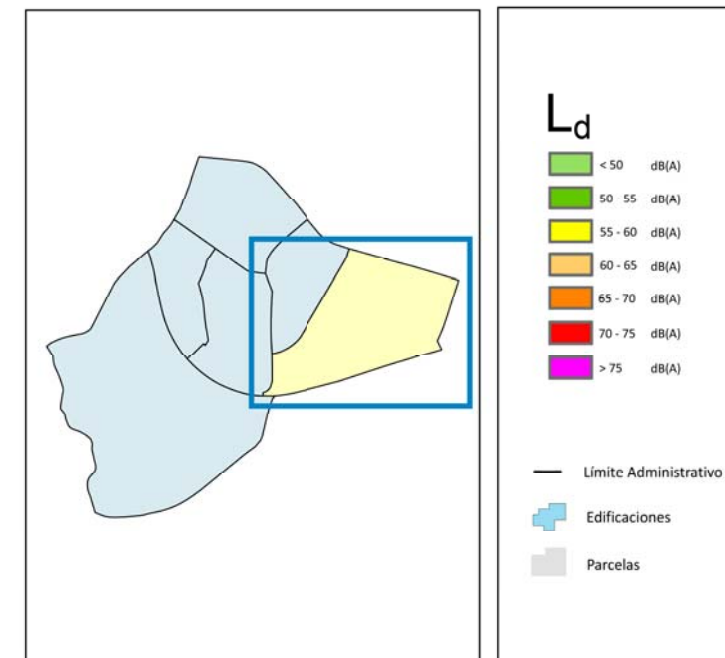 Ld
< 50 dB(A)
50 55 dB(A)
55 - 60 dB(A)
60 - 65 dB(A)
65 - 70 dB(A)
70 - 75 dB(A)
> 75 dB(A)
Límite Administrativo
Edificaciones
Parcelas